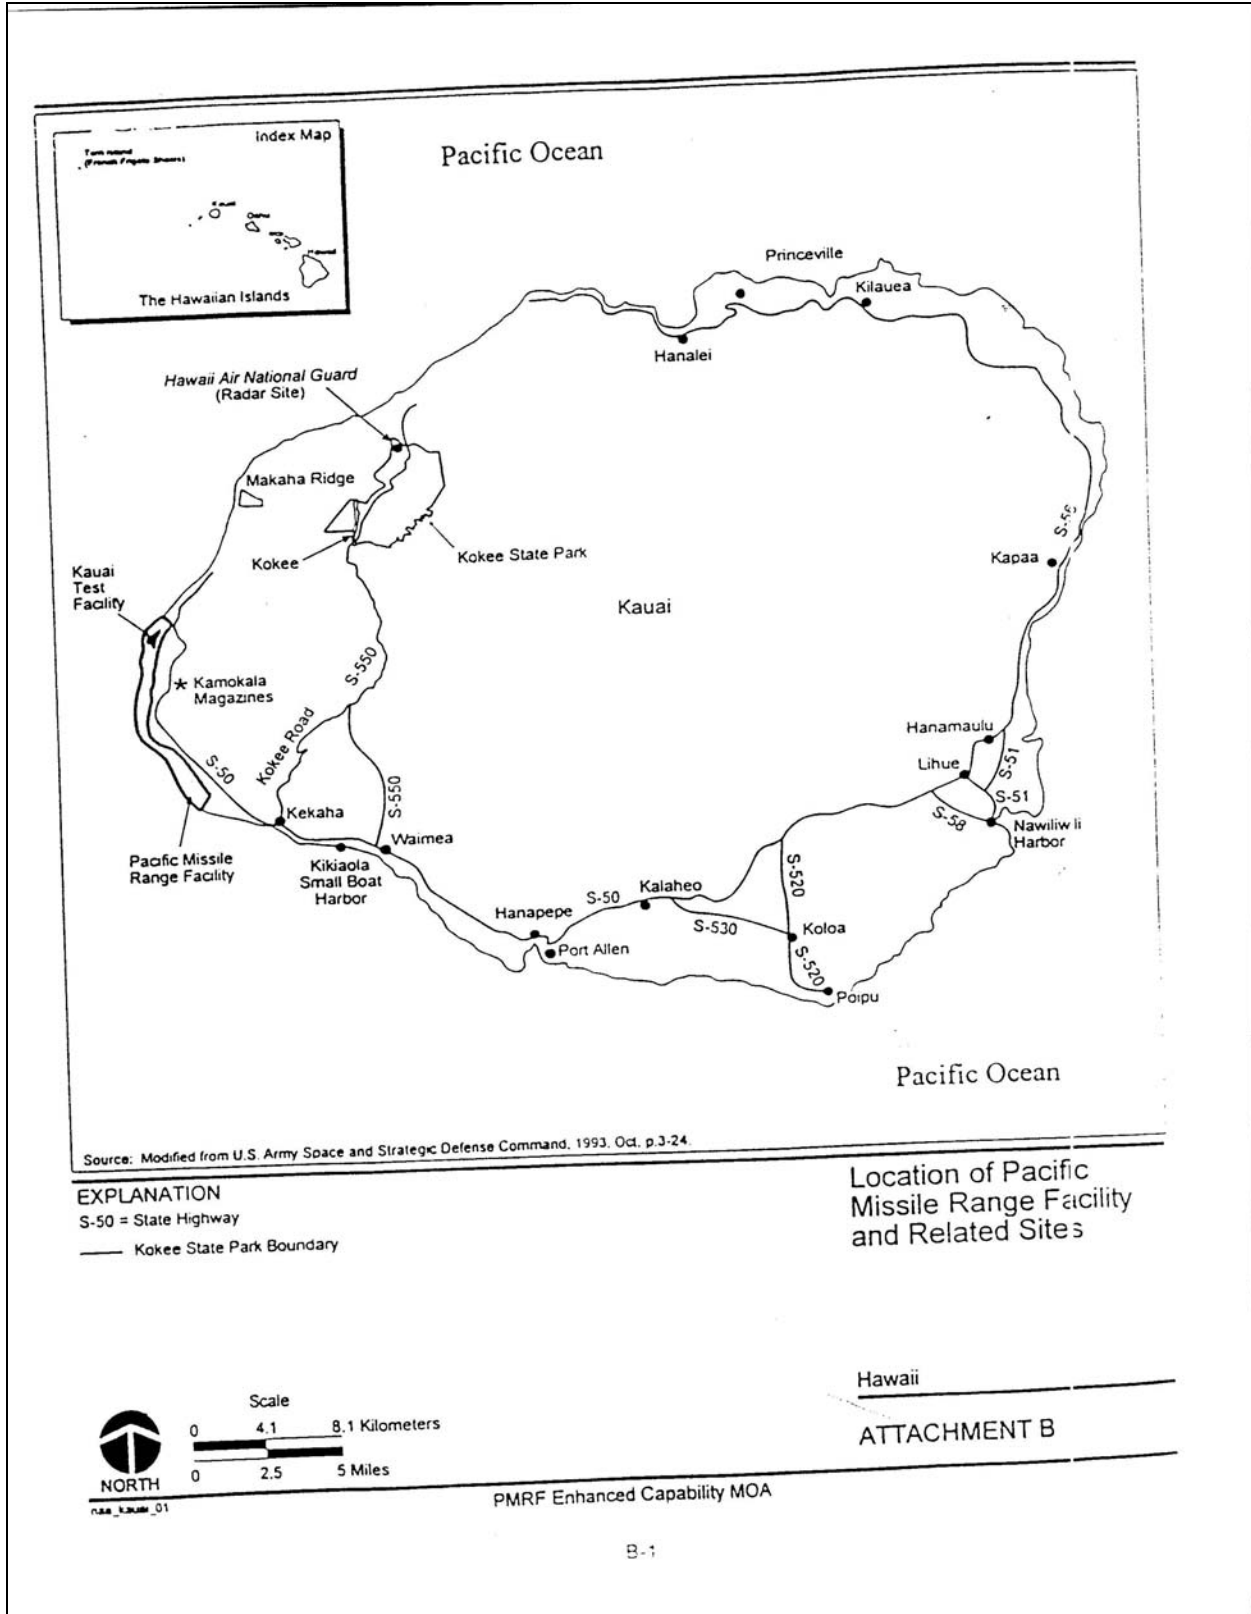 Index Map
Kauai
Oahu
Hawaii
The Hawaiian Islands
Pacific Ocean
Princeville
Kilauea
Hanalei
Hawaii Air National Guard
(Radar Site)
Makaha Ridge
Kokee
Kokee State Park
Kauai
Test
Facility
Kauai
S-56
Kapaa
S-550
Kamokala
Magazines
Kokee Road
S-50
S-550
Hanamaulu
Lihue
S-51
S-51
S-58
Nawiliwili
Harbor
Kekaha
Waimea
Pacific Missile
Range Facility
Kikiaola
Small Boat
Harbor
S-520
S-50
Kalaheo
Hanapepe
S-530
Koloa
Port Allen
S-520
Poipu
Pacific Ocean
Source: Modified from U.S. Army Space and Strategic Defense Command, 1993. Oct. p.3-24.
EXPLANATION
S-50 = State Highway
Kokee State Park Boundary
Location of Pacific
Missile Range Facility
and Related Sites
Hawaii
ATTACHMENT B
Scale
0 4.1 8.1 Kilometers
0 2.5 5 Miles
NORTH
PMRF Enhanced Capability MOA
B-1